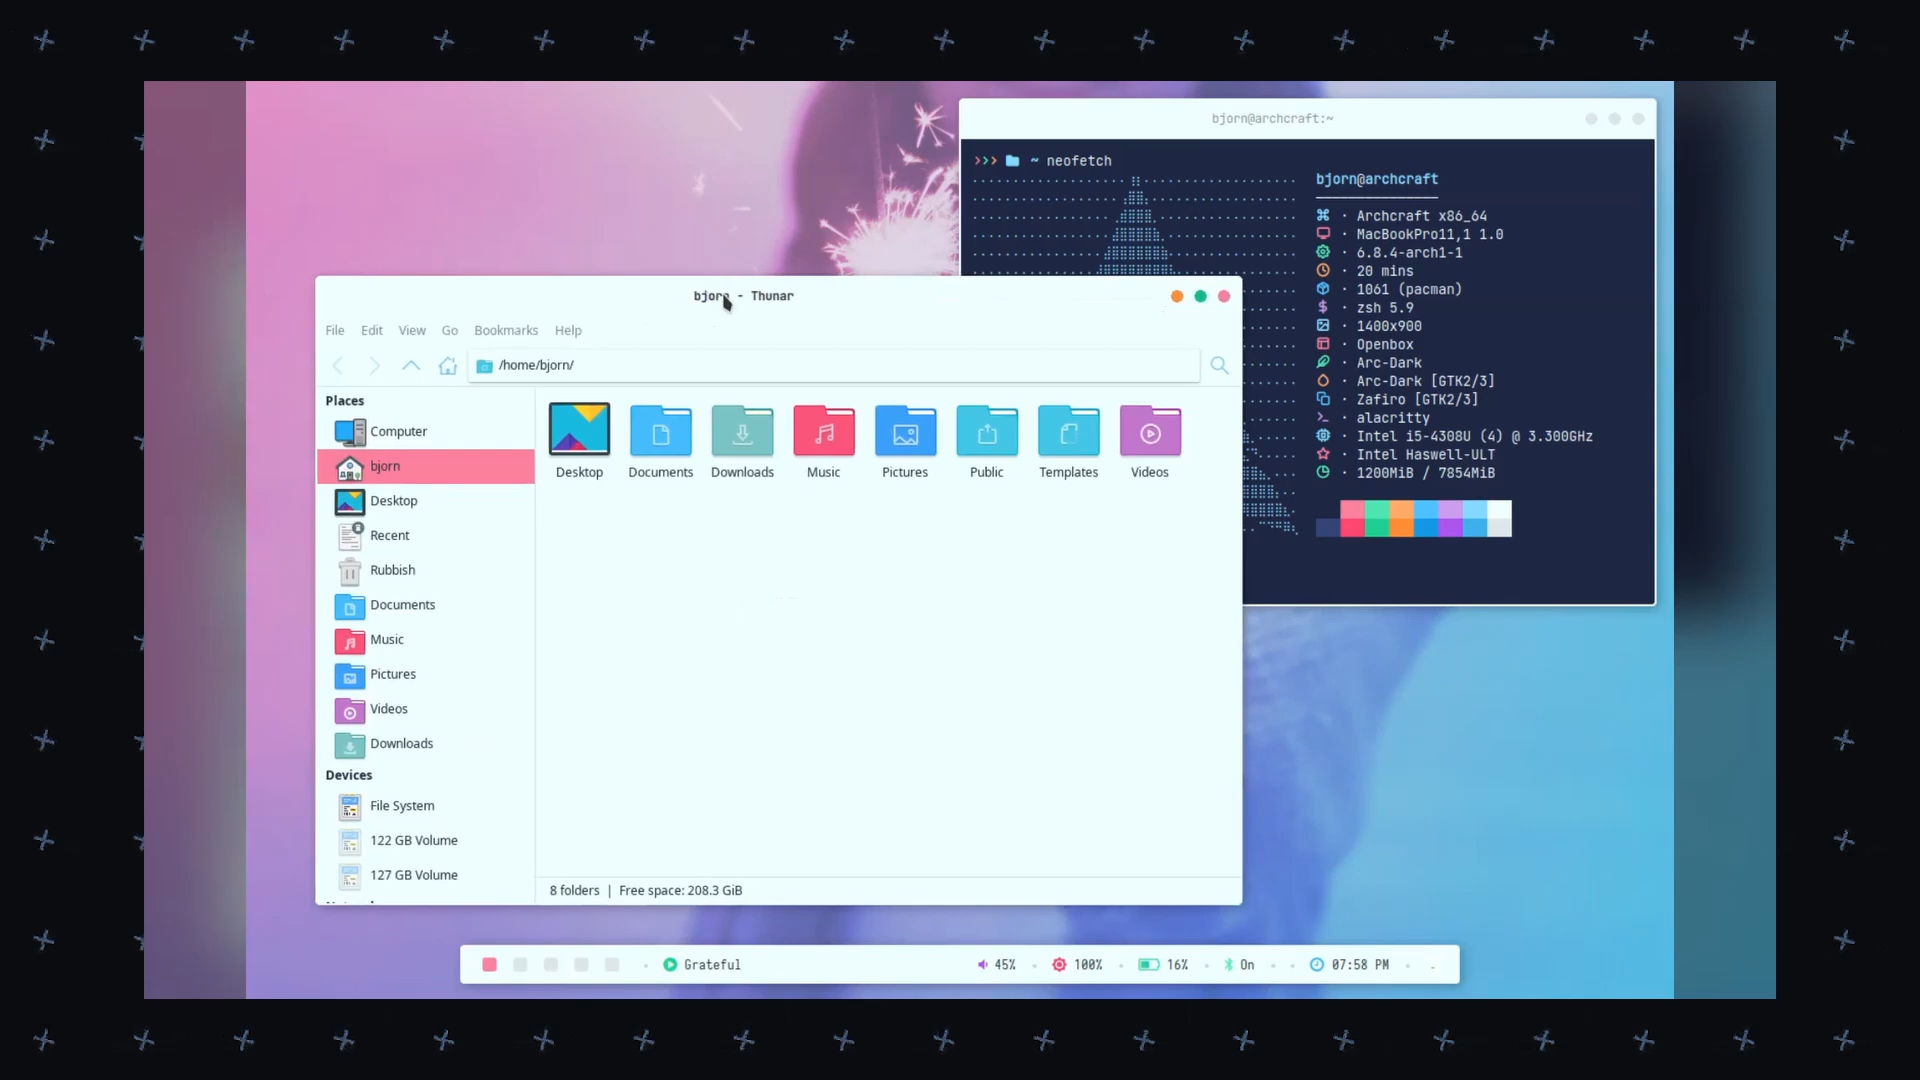 bjorn@archcraft:~
~ neofetch
bjorn@archcraft
Archcraft x86_64
MacBookPro11,1 1.0
6.8.4-arch1-1
20 mins
1061 (pacman)
zsh 5.9
1400x900
Openbox
Arc-Dark
Arc-Dark [GTK2/3]
Zafiro [GTK2/3]
alacritty
Intel i5-4308U (4) @ 3.300GHz
Intel Haswell-ULT
1200MiB / 7854MiB
bjorn - Thunar
File Edit View Go Bookmarks Help
/home/bjorn/
Places
Computer
bjorn
Desktop
Recent
Rubbish
Documents
Music
Pictures
Videos
Downloads
Devices
File System
122 GB Volume
127 GB Volume
Desktop Documents Downloads Music Pictures Public Templates Videos
8 folders | Free space: 208.3 GiB
Grateful 45% 100% 16% On 07:58 PM